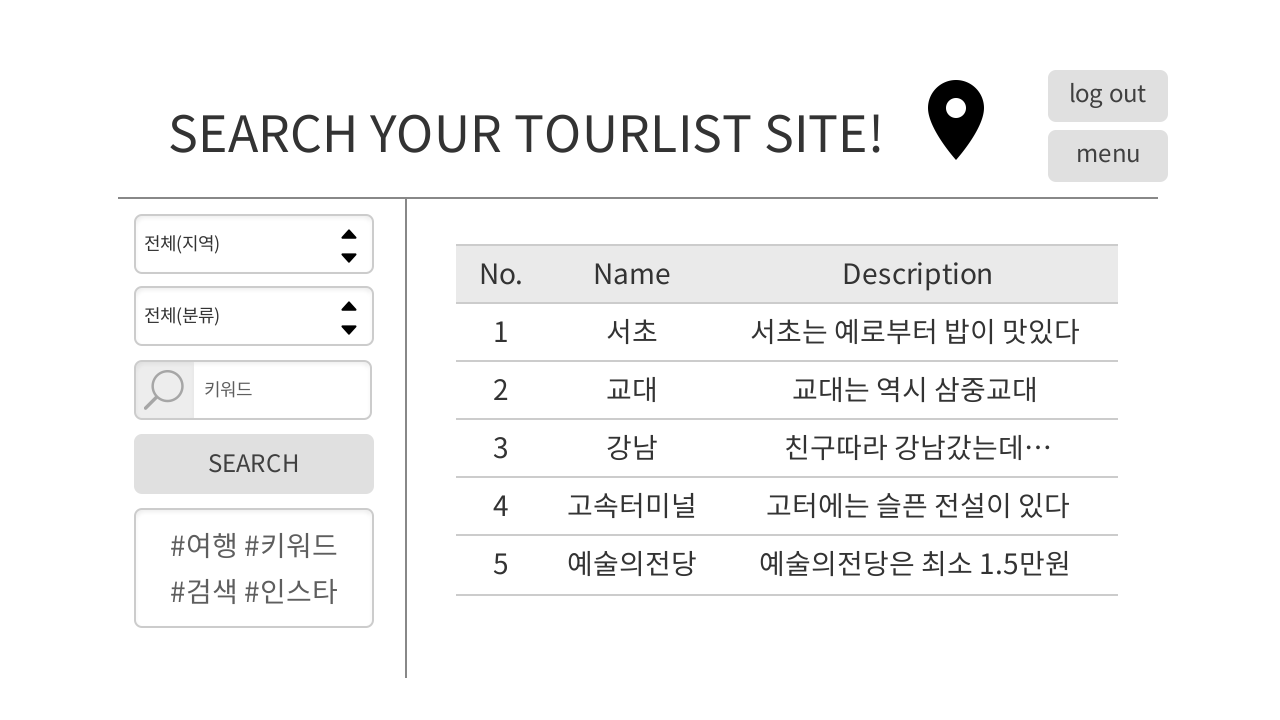 SEARCH YOUR TOURLIST SITE!
log out
menu
전체(지역)
전체(분류)
키워드
SEARCH
#여행 #키워드
#검색 #인스타
No. Name Description
1 서초 서초는 예로부터 밥이 맛있다
2 교대 교대는 역시 삼중교대
3 강남 친구따라 강남갔는데…
4 고속터미널 고터에는 슬픈 전설이 있다
5 예술의전당 예술의전당은 최소 1.5만원